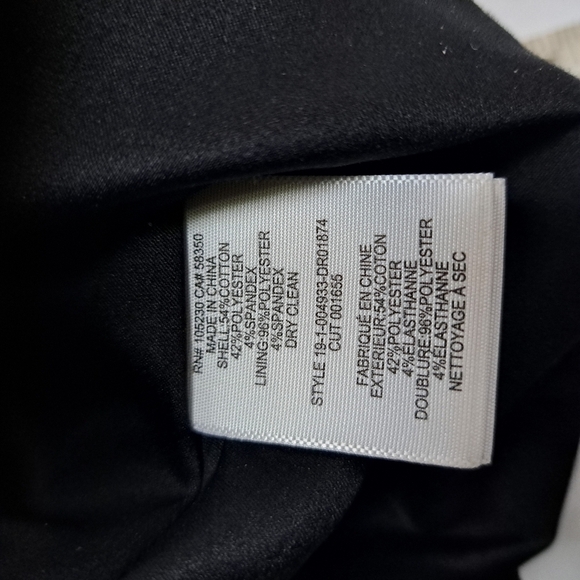 RN# 105230 CA# 58350
MADE IN CHINA
SHELL:54%COTTON
42%POLYESTER
4%SPANDEX
LINING:96%POLYESTER
4%SPANDEX
DRY CLEAN
STYLE 19-1-004933-DR01874
CUT 001655
FABRIQUÉ EN CHINE
EXTERIEUR:54%COTON
42%POLYESTER
4%ELASTHANNE
DOUBLURE:96%POLYESTER
4%ELASTHANNE
NETTOYAGE À SEC